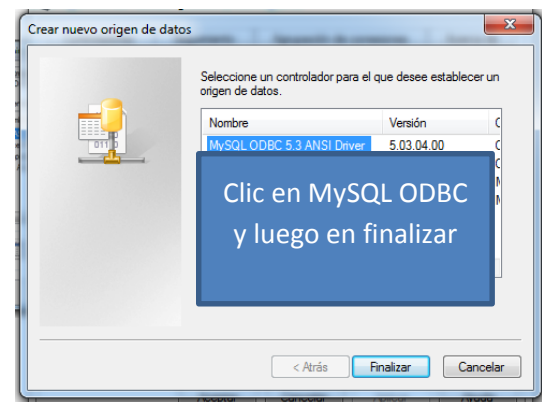 Crear nuevo origen de datos
Seleccione un controlador para el que desee establecer un
origen de datos.
Nombre Versión C
MySQL ODBC 5.3 ANSI Driver 5.03.04.00
Clic en MySQL ODBC
y luego en finalizar
< Atrás Finalizar Cancelar